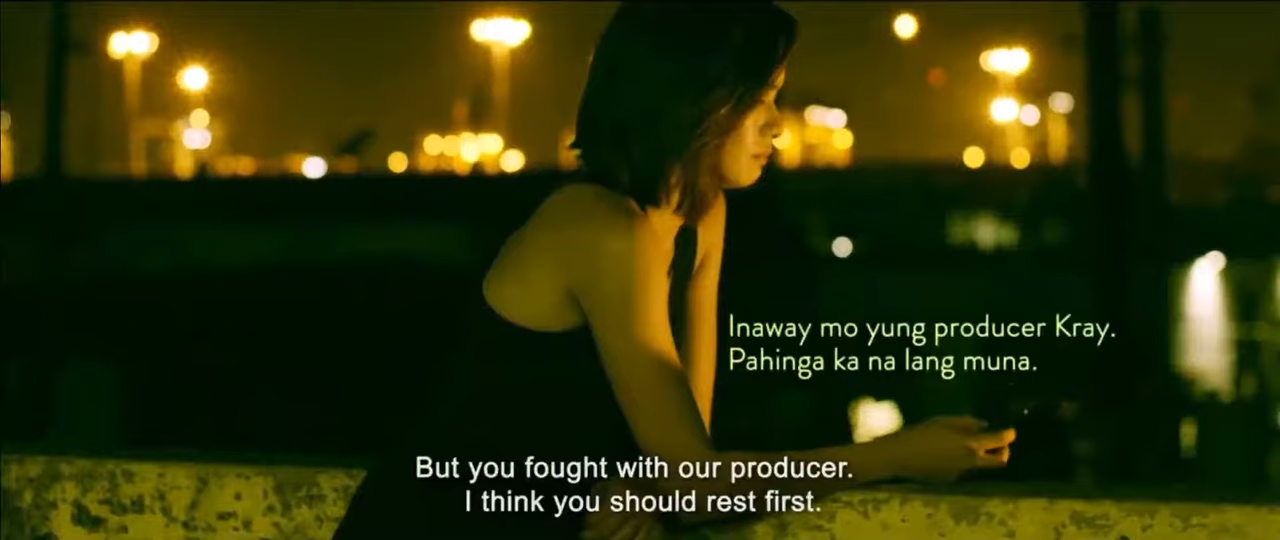 Inaway mo yung producer Kray.
Pahinga ka na lang muna.
But you fought with our producer.
I think you should rest first.